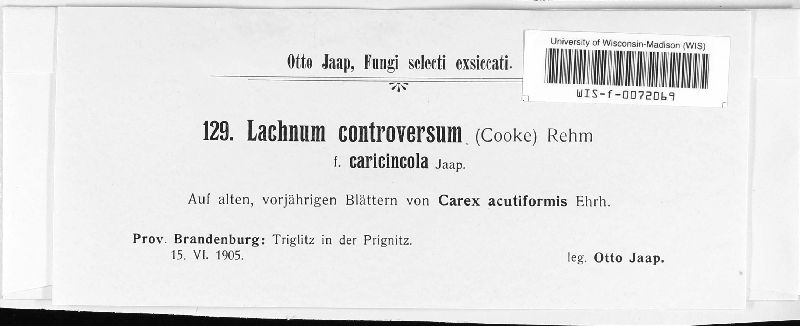 University of Wisconsin-Madison (WIS)
WIS-f-0072069
Otto Jaap, Fungi selecti exsiccati.
129. Lachnum controversum (Cooke) Rehm
f. caricincola Jaap.
Auf alten, vorjährigen Blättern von Carex acutiformis Ehrh.
Prov. Brandenburg: Triglitz in der Prignitz.
15. VI. 1905.
leg. Otto Jaap.